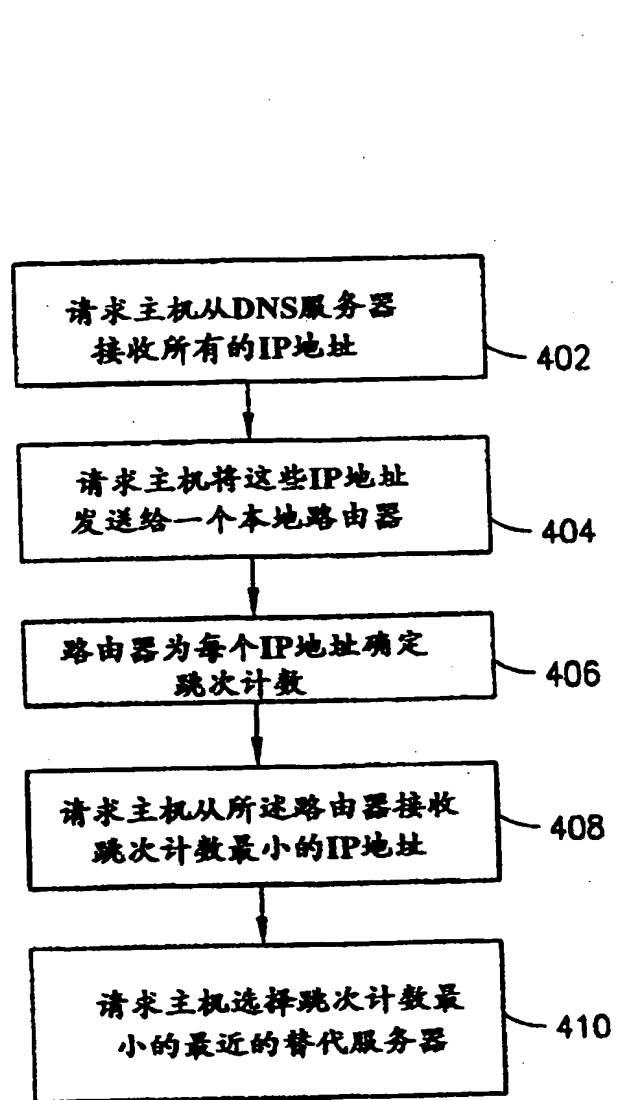 请求主机从DNS服务器
接收所有的IP地址
402
请求主机将这些IP地址
发送给一个本地路由器
404
路由器为每个IP地址确定
跳次计数
406
请求主机从所述路由器接收
跳次计数最小的IP地址
408
请求主机选择跳次计数最
小的最近的替代服务器
410